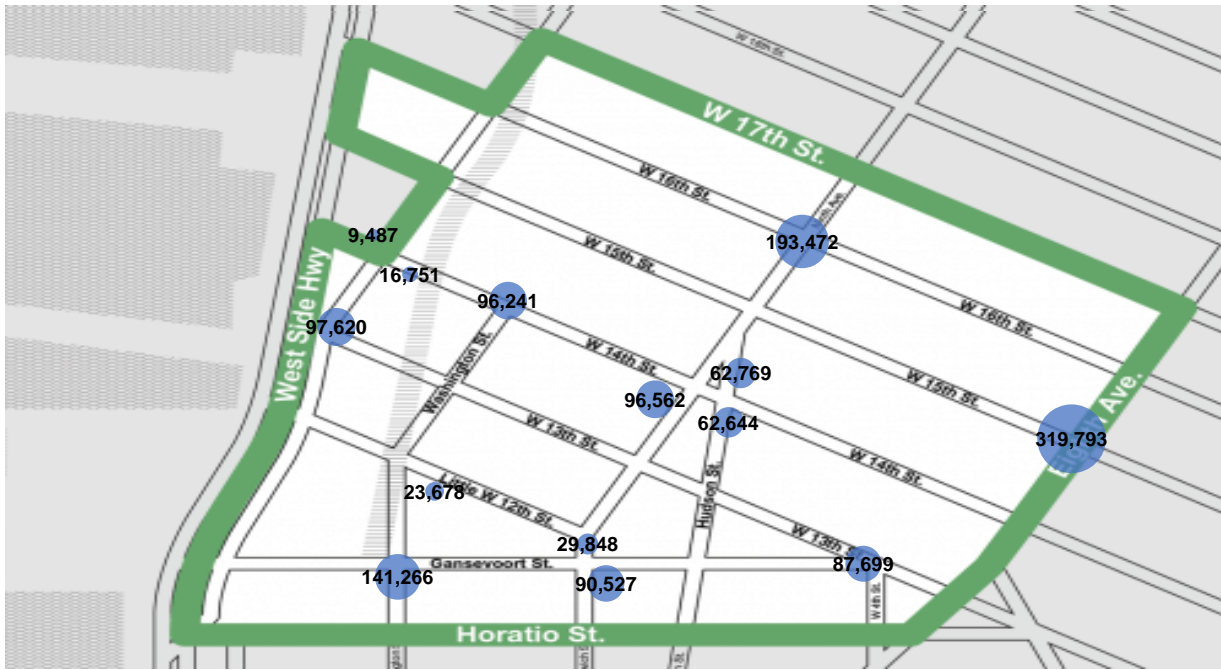 W 18th St.
W 17th St.
W 16th St.
9,487
193,472
W 15th St.
16,751
96,241
West Side Hwy
97,620
W 16th St.
W 14th St.
Washington St.
62,769
W 15th St.
96,562
62,644
Ave.
319,793
W 13th St.
W 14th St.
Hudson St.
23,678
Little W 12th St.
W 13th St.
29,848
Gansevoort St.
87,699
141,266
90,527
W 4th St.
Horatio St.